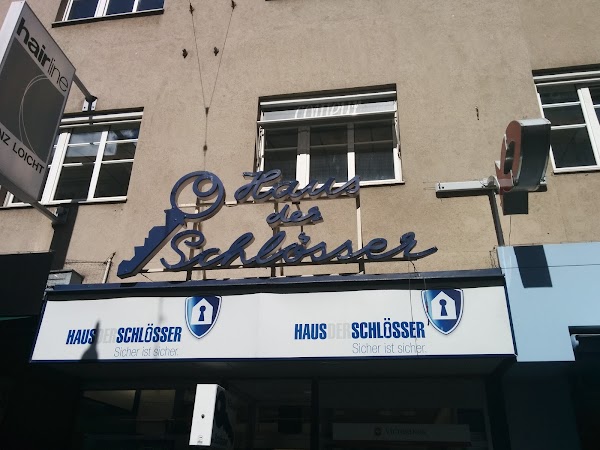 hairline
NZ LOICHT
Haus
der
Schlösser
HAUSDERSCHLÖSSER
Sicher ist sicher.
HAUSDERSCHLÖSSER
Sicher ist sicher.